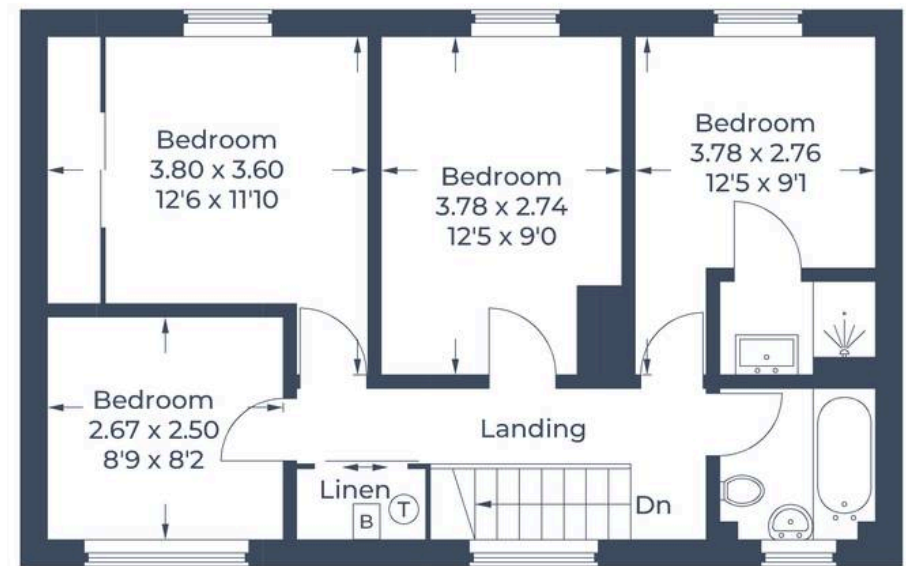 Bedroom
3.80 x 3.60
12'6 x 11'10
Bedroom
3.78 x 2.74
12'5 x 9'0
Bedroom
3.78 x 2.76
12'5 x 9'1
Bedroom
2.67 x 2.50
8'9 x 8'2
Landing
Linen
B
T
Dn